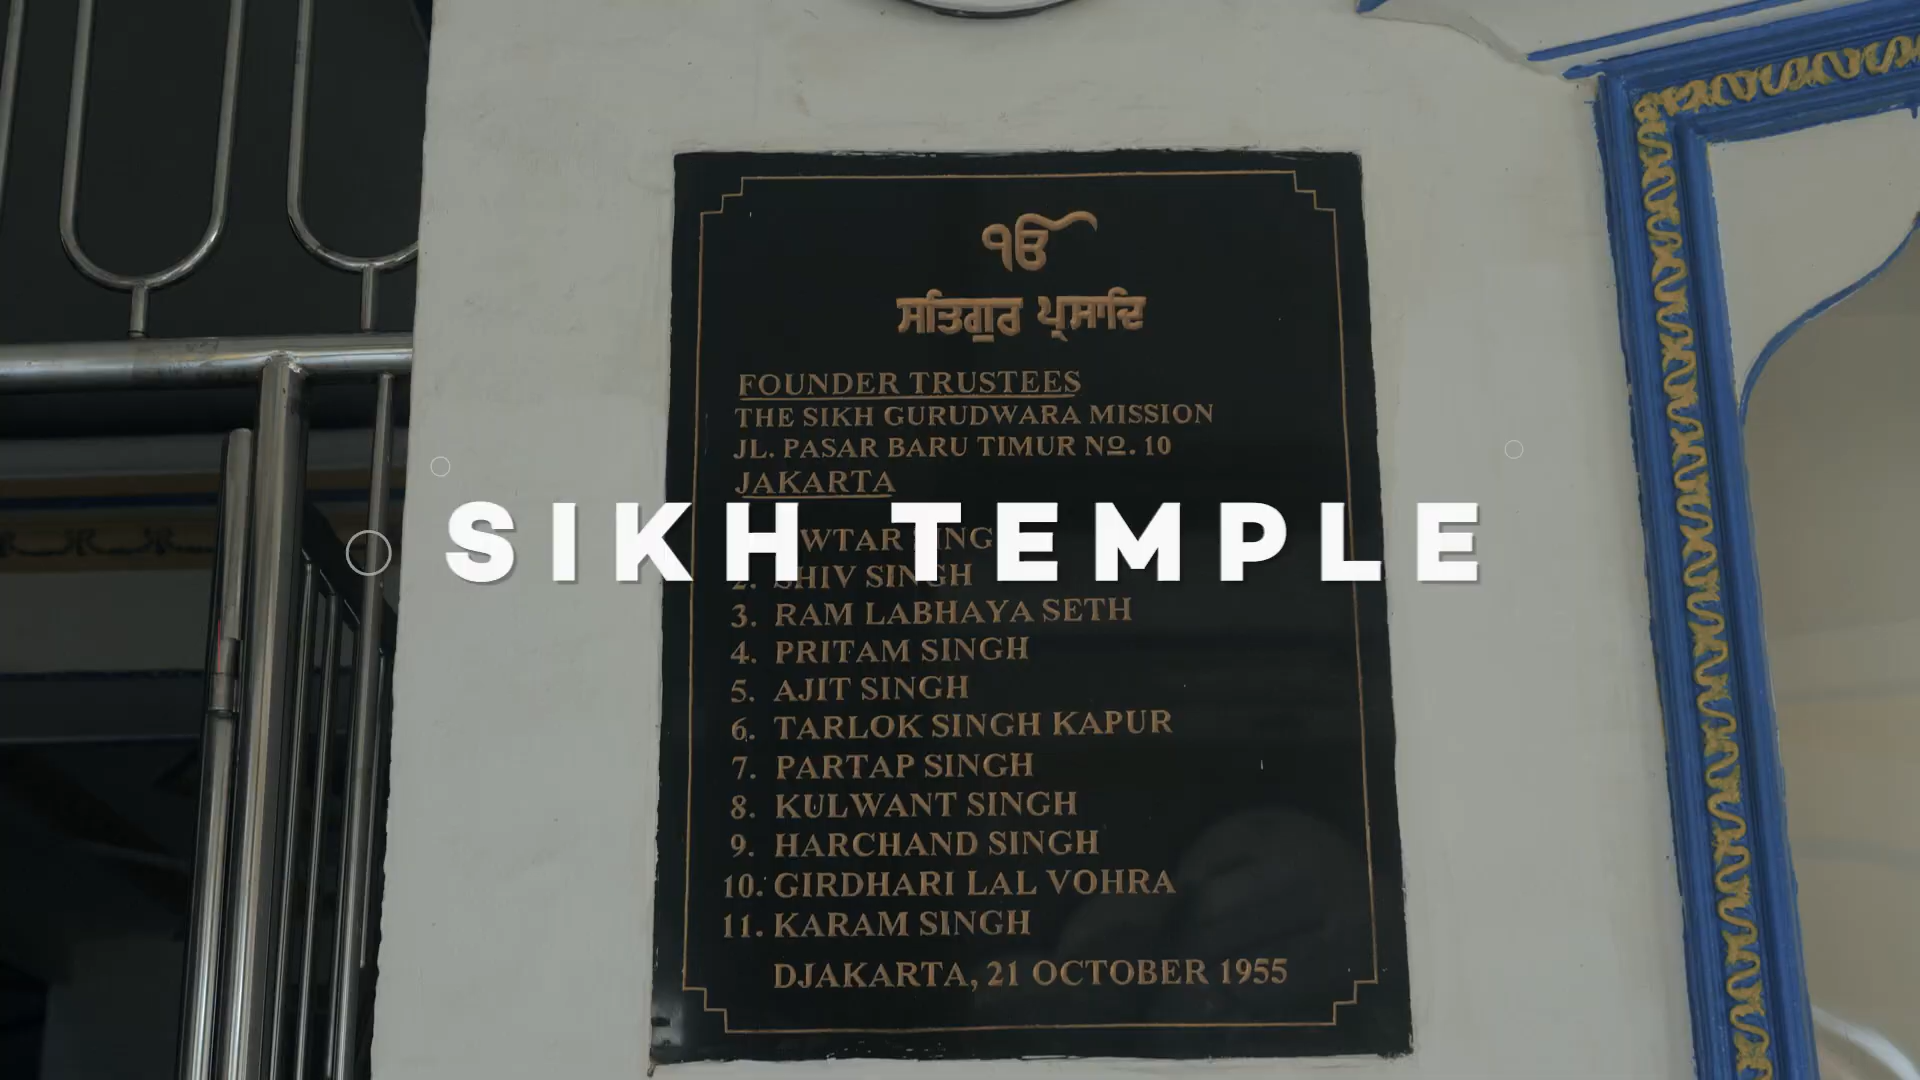 ੴ
ਸਤਿਗੁਰ ਪ੍ਰਸਾਦਿ
FOUNDER TRUSTEES
THE SIKH GURUDWARA MISSION
JL. PASAR BARU TIMUR No. 10
JAKARTA
SIKH TEMPLE
2. SHIV SINGH
3. RAM LABHAYA SETH
4. PRITAM SINGH
5. AJIT SINGH
6. TARLOK SINGH KAPUR
7. PARTAP SINGH
8. KULWANT SINGH
9. HARCHAND SINGH
10. GIRDHARI LAL VOHRA
11. KARAM SINGH
DJAKARTA, 21 OCTOBER 1955